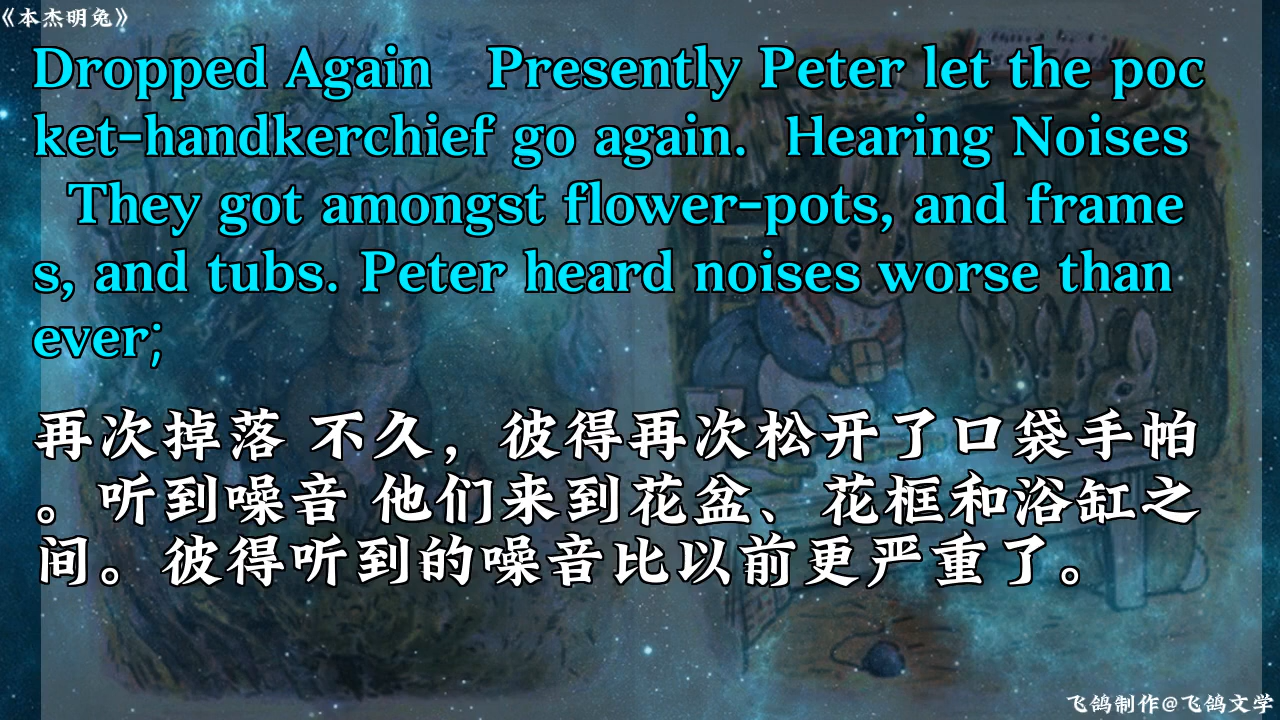 《本杰明兔》
Dropped Again   Presently Peter let the poc
ket-handkerchief go again.  Hearing Noises
  They got amongst flower-pots, and frame
s, and tubs. Peter heard noises worse than
ever;
再次掉落 不久，彼得再次松开了口袋手帕
。听到噪音 他们来到花盆、花框和浴缸之
间。彼得听到的噪音比以前更严重了。
飞鸽制作@飞鸽文学